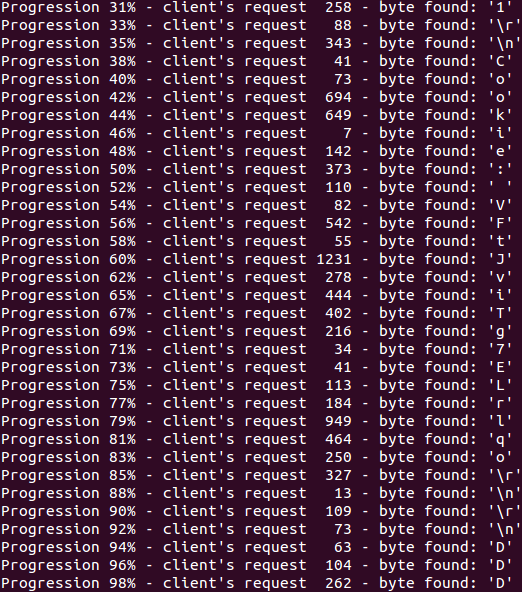 Progression 31% - client's request  258 - byte found: '1'
Progression 33% - client's request   88 - byte found: '\r'
Progression 35% - client's request  343 - byte found: '\n'
Progression 38% - client's request   41 - byte found: 'C'
Progression 40% - client's request   73 - byte found: 'o'
Progression 42% - client's request  694 - byte found: 'o'
Progression 44% - client's request  649 - byte found: 'k'
Progression 46% - client's request    7 - byte found: 'i'
Progression 48% - client's request  142 - byte found: 'e'
Progression 50% - client's request  373 - byte found: ':'
Progression 52% - client's request  110 - byte found: ' '
Progression 54% - client's request   82 - byte found: 'V'
Progression 56% - client's request  542 - byte found: 'F'
Progression 58% - client's request   55 - byte found: 't'
Progression 60% - client's request 1231 - byte found: 'J'
Progression 62% - client's request  278 - byte found: 'v'
Progression 65% - client's request  444 - byte found: 'i'
Progression 67% - client's request  402 - byte found: 'T'
Progression 69% - client's request  216 - byte found: 'g'
Progression 71% - client's request   34 - byte found: '7'
Progression 73% - client's request   41 - byte found: 'E'
Progression 75% - client's request  113 - byte found: 'L'
Progression 77% - client's request  184 - byte found: 'r'
Progression 79% - client's request  949 - byte found: 'l'
Progression 81% - client's request  464 - byte found: 'q'
Progression 83% - client's request  250 - byte found: 'o'
Progression 85% - client's request  327 - byte found: '\r'
Progression 88% - client's request   13 - byte found: '\n'
Progression 90% - client's request  109 - byte found: '\r'
Progression 92% - client's request   73 - byte found: '\n'
Progression 94% - client's request   63 - byte found: 'D'
Progression 96% - client's request  104 - byte found: 'D'
Progression 98% - client's request  262 - byte found: 'D'